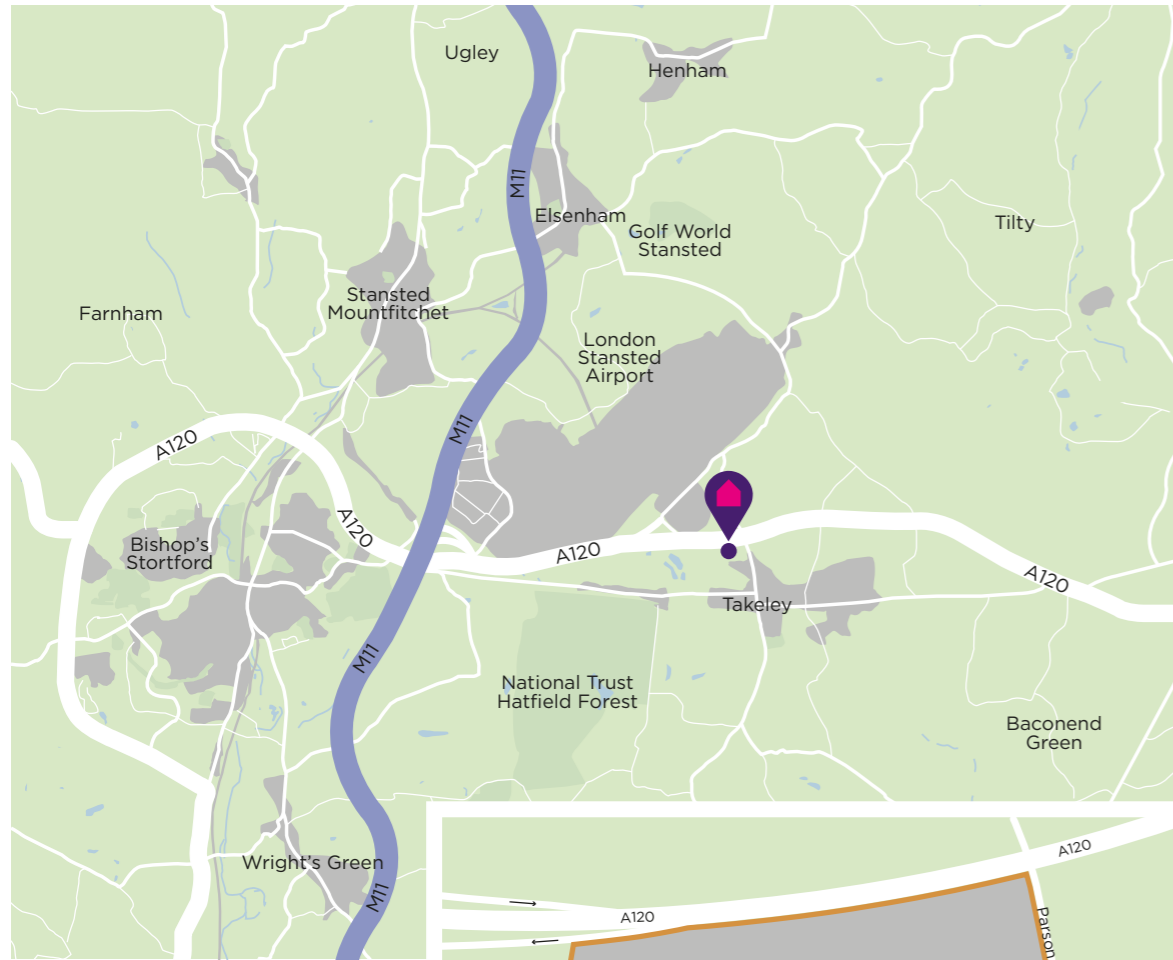 Ugley
Henham
M11
Elsenham
Golf World
Stansted
Tilty
Stansted
Mountfitchet
Farnham
London
Stansted
Airport
M11
A120
A120
A120
A120
Bishop's
Stortford
Takeley
M11
National Trust
Hatfield Forest
Baconend
Green
Wright's Green
M11
A120
A120
Parson